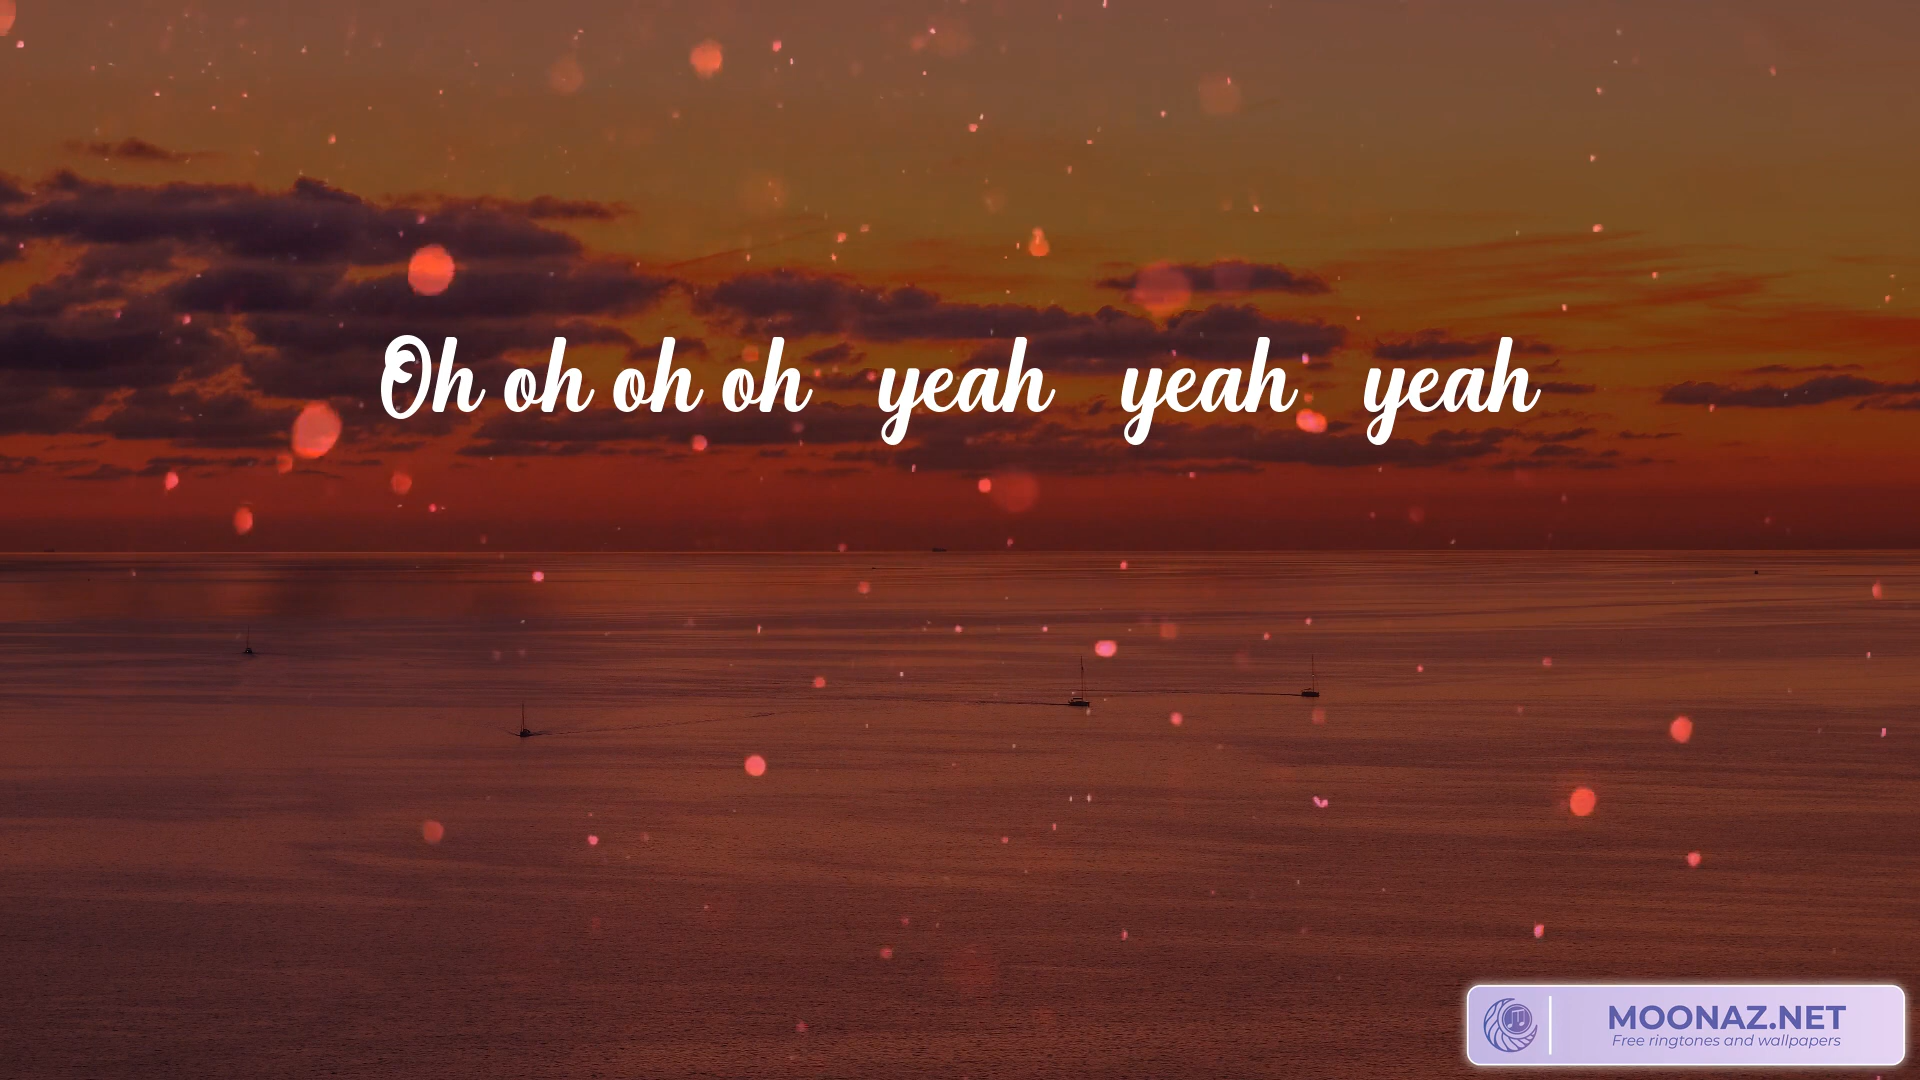 Oh oh oh oh yeah yeah yeah
MOONAZ.NET
Free ringtones and wallpapers